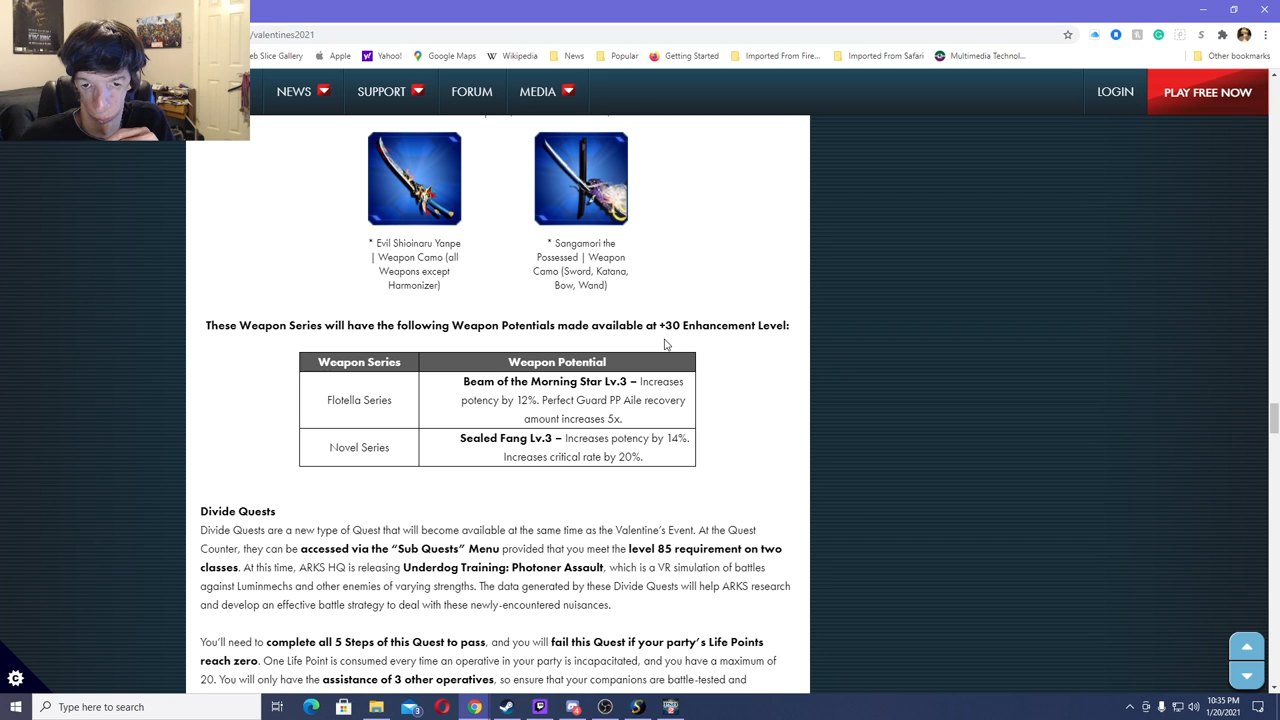 /valentines2021
eb Slice Gallery Apple Yahoo! Google Maps Wikipedia News Popular Getting Started Imported From Fire... Imported From Safari Multimedia Technol... Other bookmarks
NEWS SUPPORT FORUM MEDIA LOGIN PLAY FREE NOW
* Evil Shioinaru Yanpe
| Weapon Camo (all
Weapons except
Harmonizer)
* Sangamori the
Possessed | Weapon
Camo (Sword, Katana,
Bow, Wand)
These Weapon Series will have the following Weapon Potentials made available at +30 Enhancement Level:
Weapon Series Weapon Potential
Flotella Series
Beam of the Morning Star Lv.3 – Increases
potency by 12%. Perfect Guard PP Aile recovery
amount increases 5x.
Novel Series
Sealed Fang Lv.3 – Increases potency by 14%.
Increases critical rate by 20%.
Divide Quests
Divide Quests are a new type of Quest that will become available at the same time as the Valentine's Event. At the Quest
Counter, they can be accessed via the “Sub Quests” Menu provided that you meet the level 85 requirement on two
classes. At this time, ARKS HQ is releasing Underdog Training: Photoner Assault, which is a VR simulation of battles
against Luminmechs and other enemies of varying strengths. The data generated by these Divide Quests will help ARKS research
and develop an effective battle strategy to deal with these newly-encountered nuisances.
You'll need to complete all 5 Steps of this Quest to pass, and you will fail this Quest if your party's Life Points
reach zero. One Life Point is consumed every time an operative in your party is incapacitated, and you have a maximum of
20. You will only have the assistance of 3 other operatives, so ensure that your companions are battle-tested and
Type here to search
3
4
10:35 PM
1/20/2021